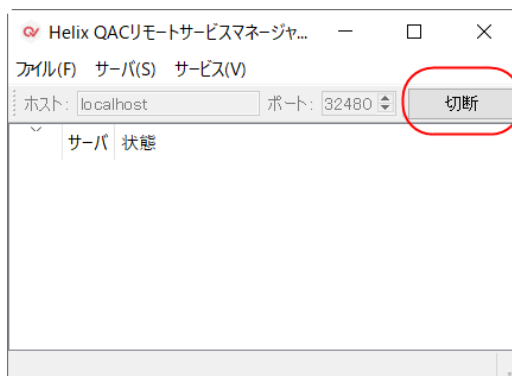 Helix QACリモートサービスマネージャ...
ファイル(F) サーバ(S) サービス(V)
ホスト: localhost ポート: 32480 切断
サーバ 状態